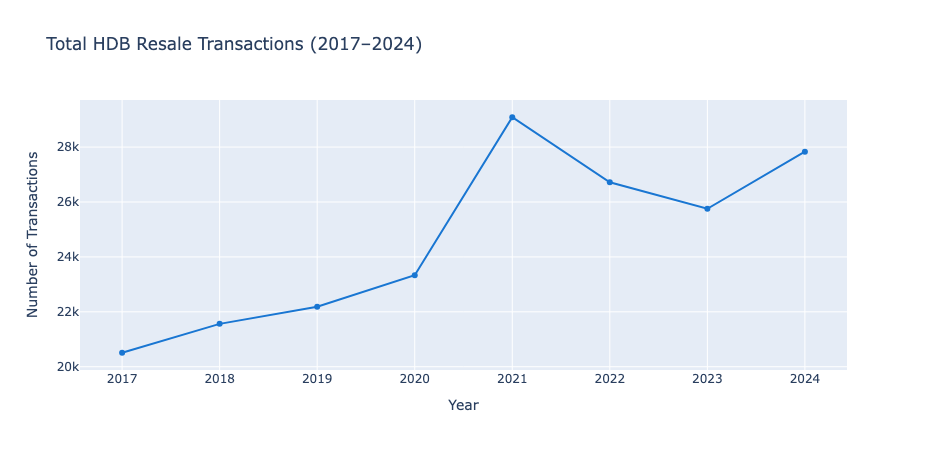 Total HDB Resale Transactions (2017–2024)
Number of Transactions
28k
26k
24k
22k
20k
2017 2018 2019 2020 2021 2022 2023 2024
Year